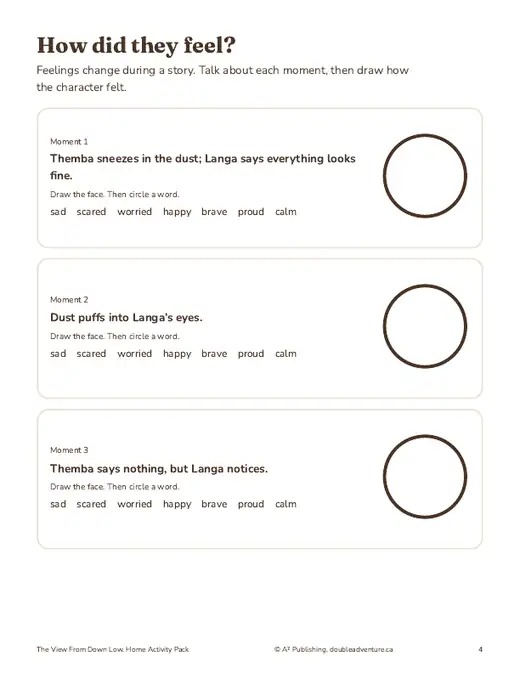 How did they feel?
Feelings change during a story. Talk about each moment, then draw how
the character felt.
Moment 1
Themba sneezes in the dust; Langa says everything looks
fine.
Draw the face. Then circle a word.
sad scared worried happy brave proud calm
Moment 2
Dust puffs into Langa's eyes.
Draw the face. Then circle a word.
sad scared worried happy brave proud calm
Moment 3
Themba says nothing, but Langa notices.
Draw the face. Then circle a word.
sad scared worried happy brave proud calm
The View From Down Low. Home Activity Pack © A² Publishing, doubleadventure.ca 4